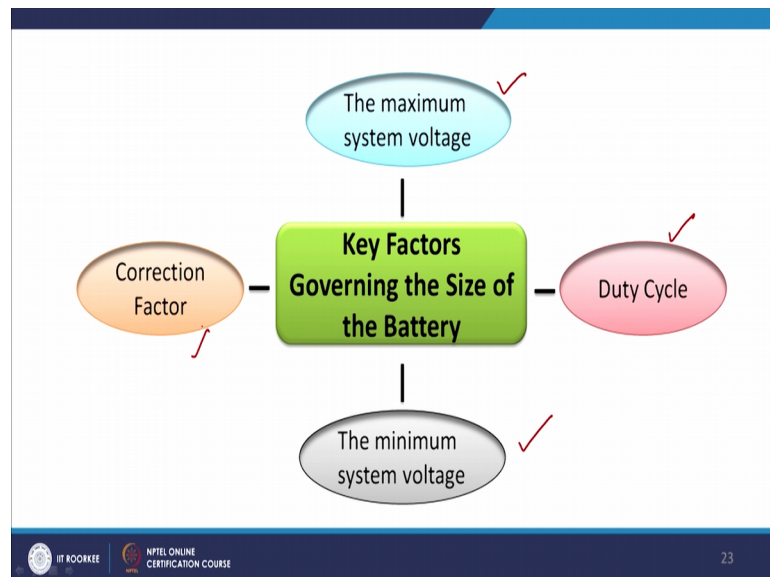 The maximum
system voltage
Key Factors
Governing the Size of
the Battery
Correction
Factor
Duty Cycle
The minimum
system voltage
IIT ROORKEE
NPTEL ONLINE
CERTIFICATION COURSE
23